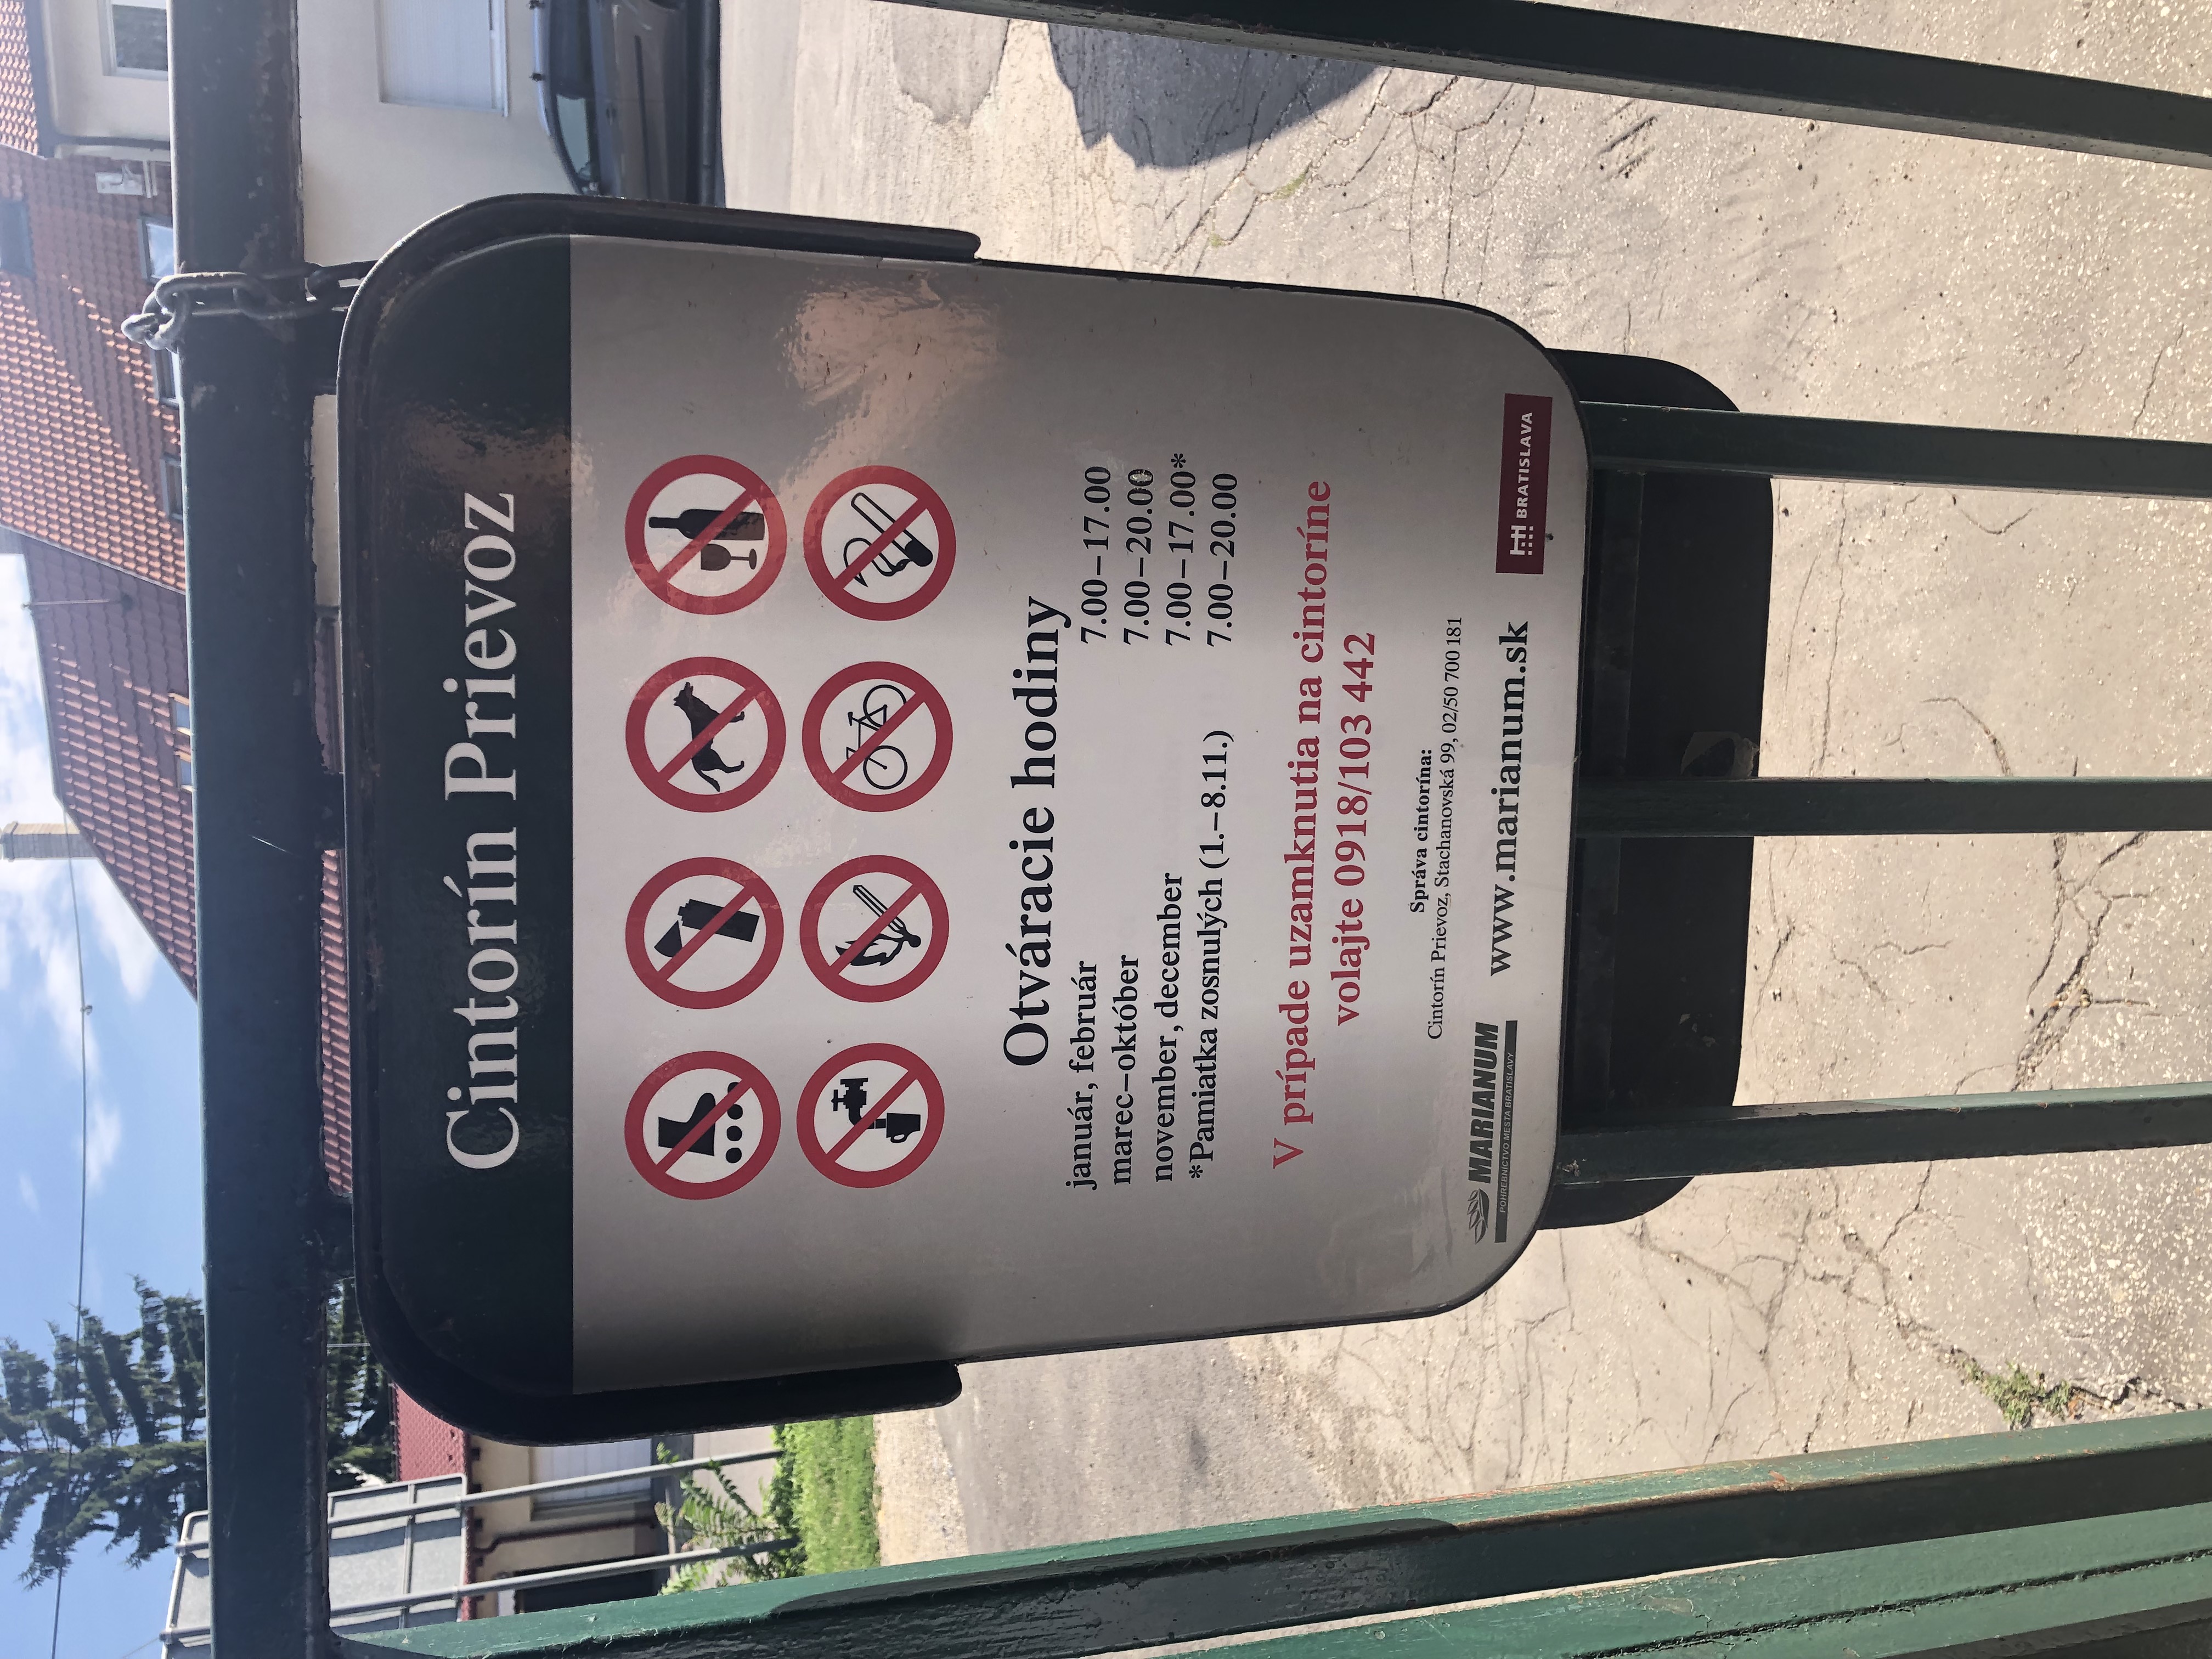 Cintorín Prievoz
Otváracie hodiny
január, február 7.00–17.00
marec–október 7.00–20.00
november, december 7.00–17.00*
*Pamiatka zosnulých (1.–8.11.) 7.00–20.00
V prípade uzamknutia na cintoríne
volajte 0918/103 442
Správa cintorína:
Cintorín Prievoz, Stachanovská 99, 02/50 700 181
MARIANUM
POHREBNÍCTVO MESTA BRATISLAVY
www.marianum.sk
BRATISLAVA